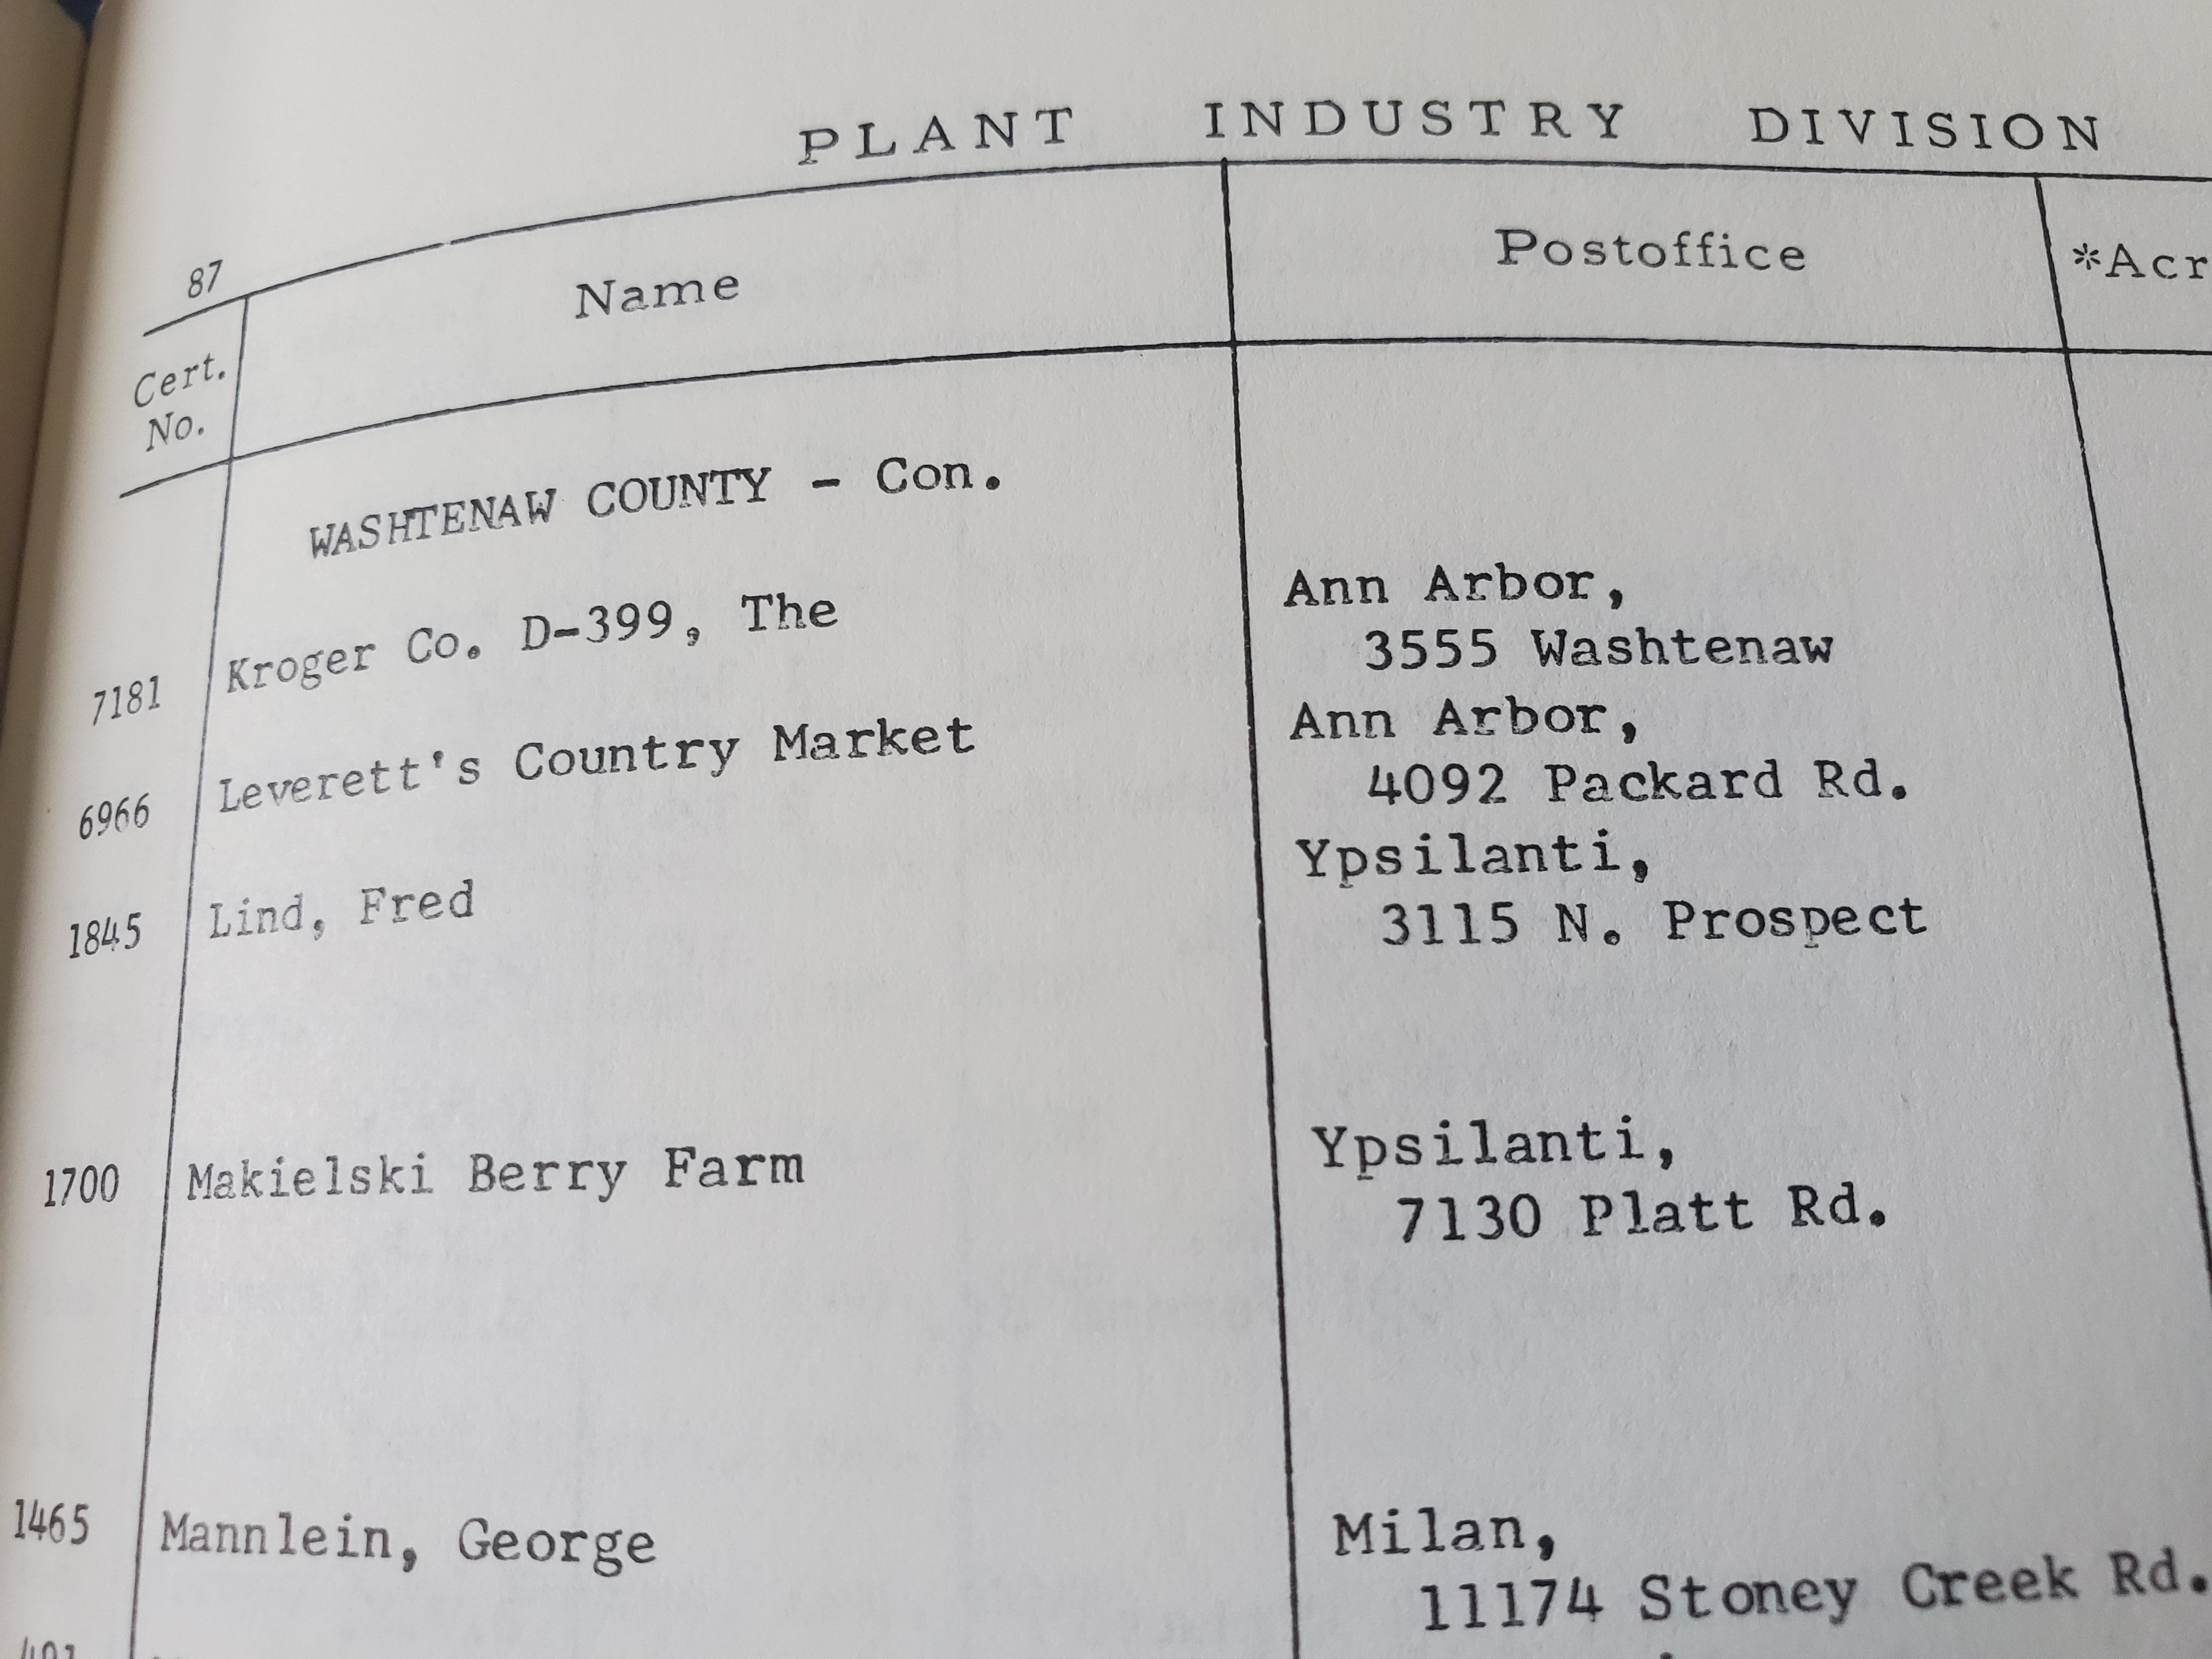 PLANT INDUSTRY DIVISION
87
Cert. No.
Name
Postoffice
*Acr
WASHTENAW COUNTY - Con.
7181 Kroger Co. D-399, The Ann Arbor,
3555 Washtenaw
6966 Leverett's Country Market Ann Arbor,
4092 Packard Rd.
1845 Lind, Fred Ypsilanti,
3115 N. Prospect
1700 Makielski Berry Farm Ypsilanti,
7130 Platt Rd.
1465 Mannlein, George Milan,
11174 Stoney Creek Rd.